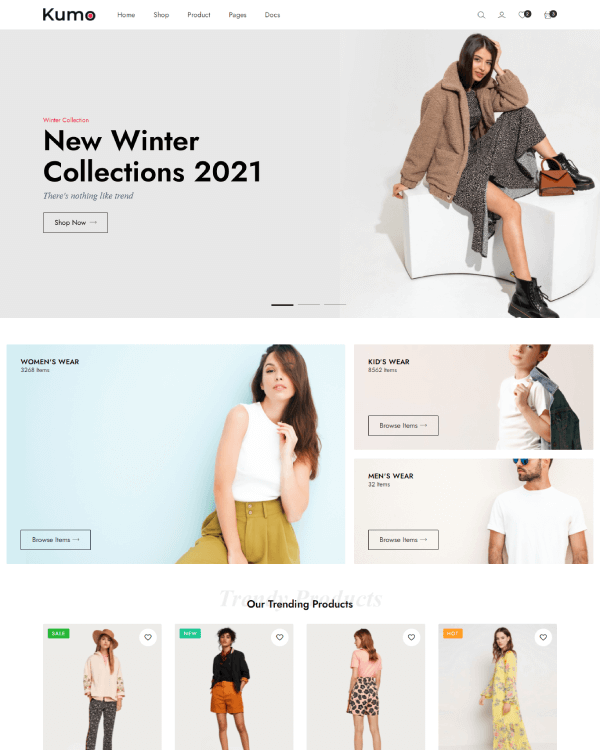 Kumo
Home Shop Product Pages Docs
2 3
Winter Collection
New Winter
Collections 2021
There's nothing like trend
Shop Now →
WOMEN'S WEAR
3268 Items
Browse Items →
KID'S WEAR
8562 Items
Browse Items →
MEN'S WEAR
32 Items
Browse Items →
Trendy Products
Our Trending Products
SALE NEW HOT